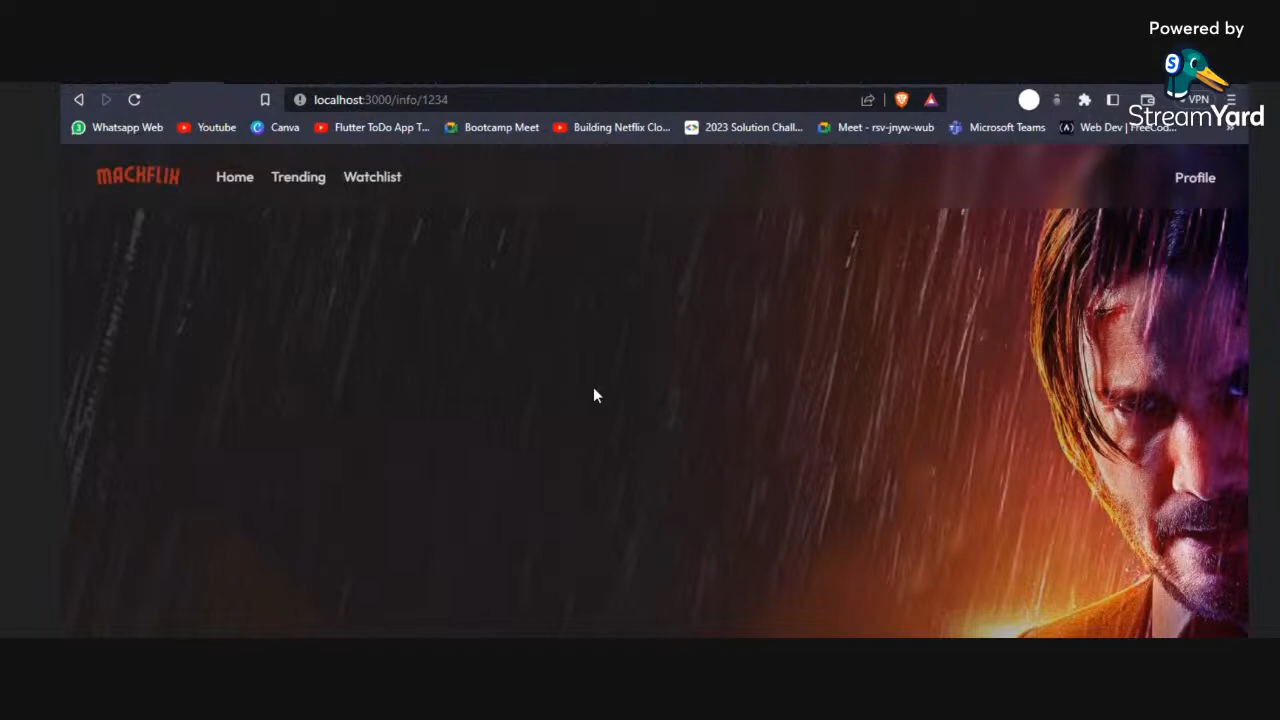 Powered by
StreamYard
localhost:3000/info/1234
VPN
Whatsapp Web
Youtube
Canva
Flutter ToDo App T...
Bootcamp Meet
Building Netflix Clo...
2023 Solution Chall...
Meet - rsv-jnyw-wub
Microsoft Teams
Web Dev | FreeCod...
MACHFLIX
Home
Trending
Watchlist
Profile